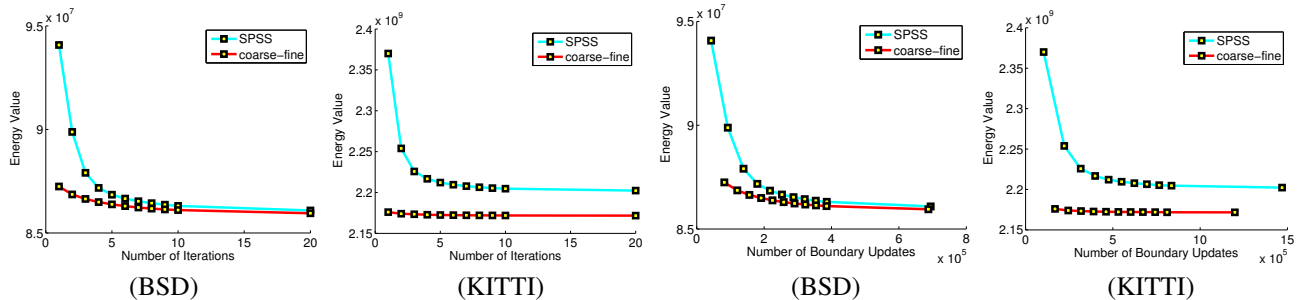 x 10^7
9.5
9
8.5
0
5
10
15
20
Energy Value
Number of Iterations
SPSS
coarse−fine
(BSD)
x 10^9
2.4
2.35
2.3
2.25
2.2
2.15
0
5
10
15
20
Energy Value
Number of Iterations
SPSS
coarse−fine
(KITTI)
x 10^7
9.5
9
8.5
0
2
4
6
8
x 10^5
Energy Value
Number of Boundary Updates
SPSS
coarse−fine
(BSD)
x 10^9
2.4
2.35
2.3
2.25
2.2
2.15
0
5
10
15
x 10^5
Energy Value
Number of Boundary Updates
SPSS
coarse−fine
(KITTI)